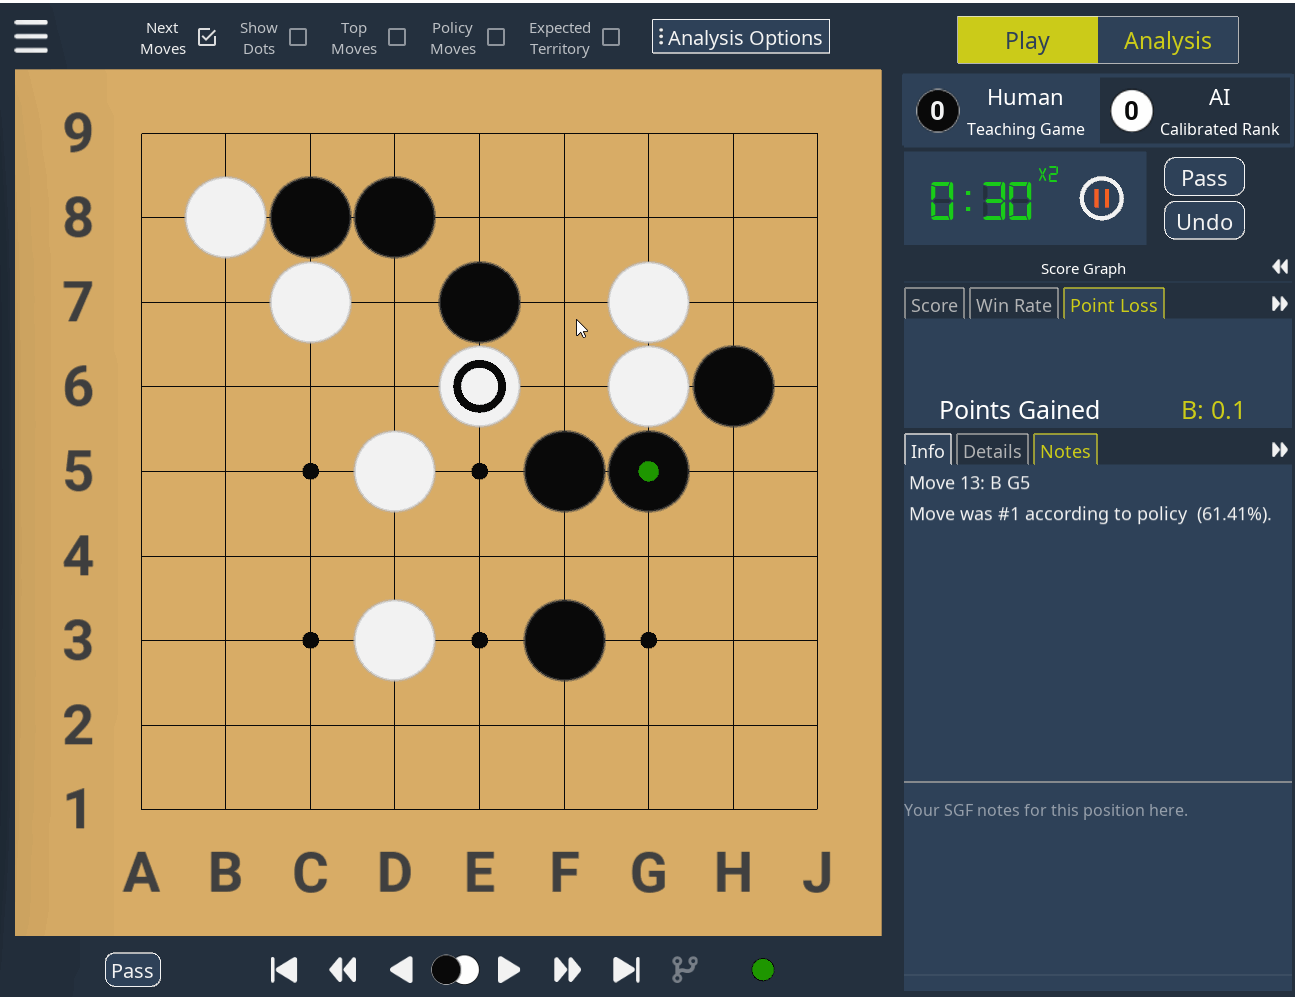 Next Moves
Show Dots
Top Moves
Policy Moves
Expected Territory
Analysis Options
Play
Analysis
0
Human
Teaching Game
0
AI
Calibrated Rank
0:30
x2
Pass
Undo
Score Graph
Score
Win Rate
Point Loss
Points Gained
B: 0.1
Info
Details
Notes
Move 13: B G5
Move was #1 according to policy (61.41%).
Your SGF notes for this position here.
9
8
7
6
5
4
3
2
1
A B C D E F G H J
Pass